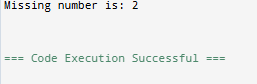 Missing number is: 2
=== Code Execution Successful ===